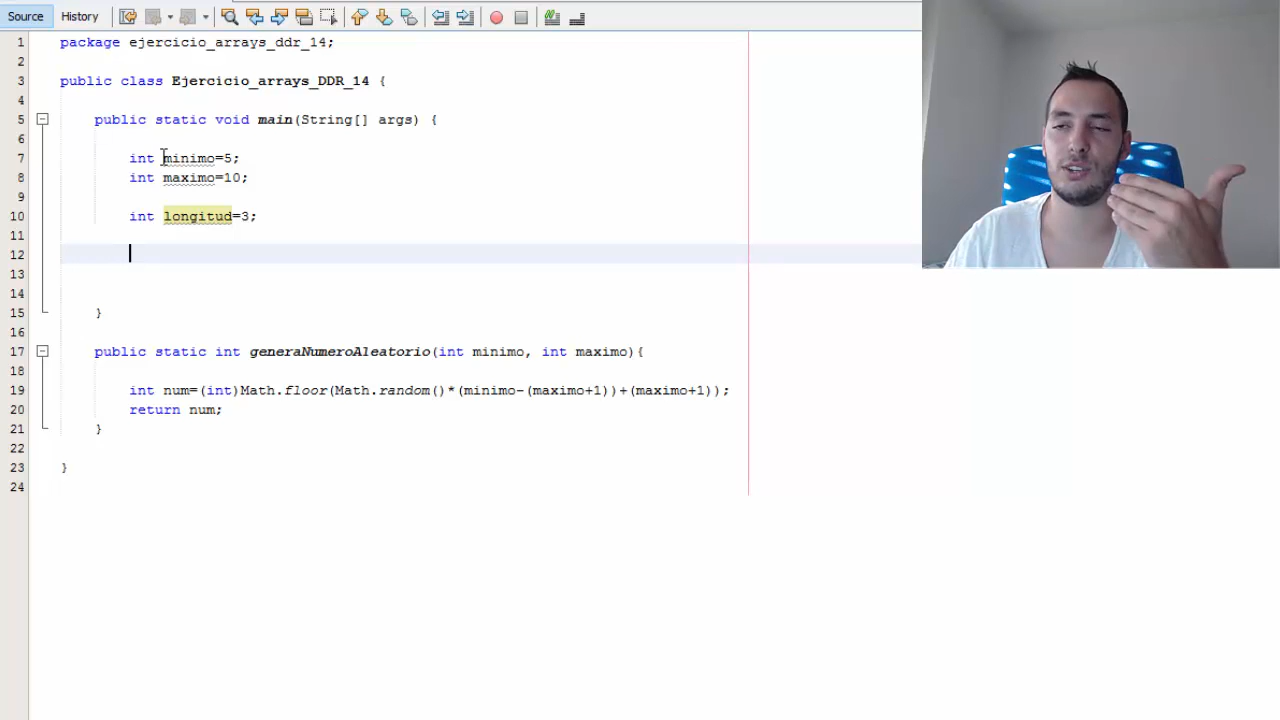 Source History
1 package ejercicio_arrays_ddr_14;
2
3 public class Ejercicio_arrays_DDR_14 {
4
5 public static void main(String[] args) {
6
7 int minimo=5;
8 int maximo=10;
9
10 int longitud=3;
11
12
13
14
15 }
16
17 public static int generaNumeroAleatorio(int minimo, int maximo){
18
19 int num=(int)Math.floor(Math.random()*(minimo-(maximo+1))+(maximo+1));
20 return num;
21 }
22
23 }
24